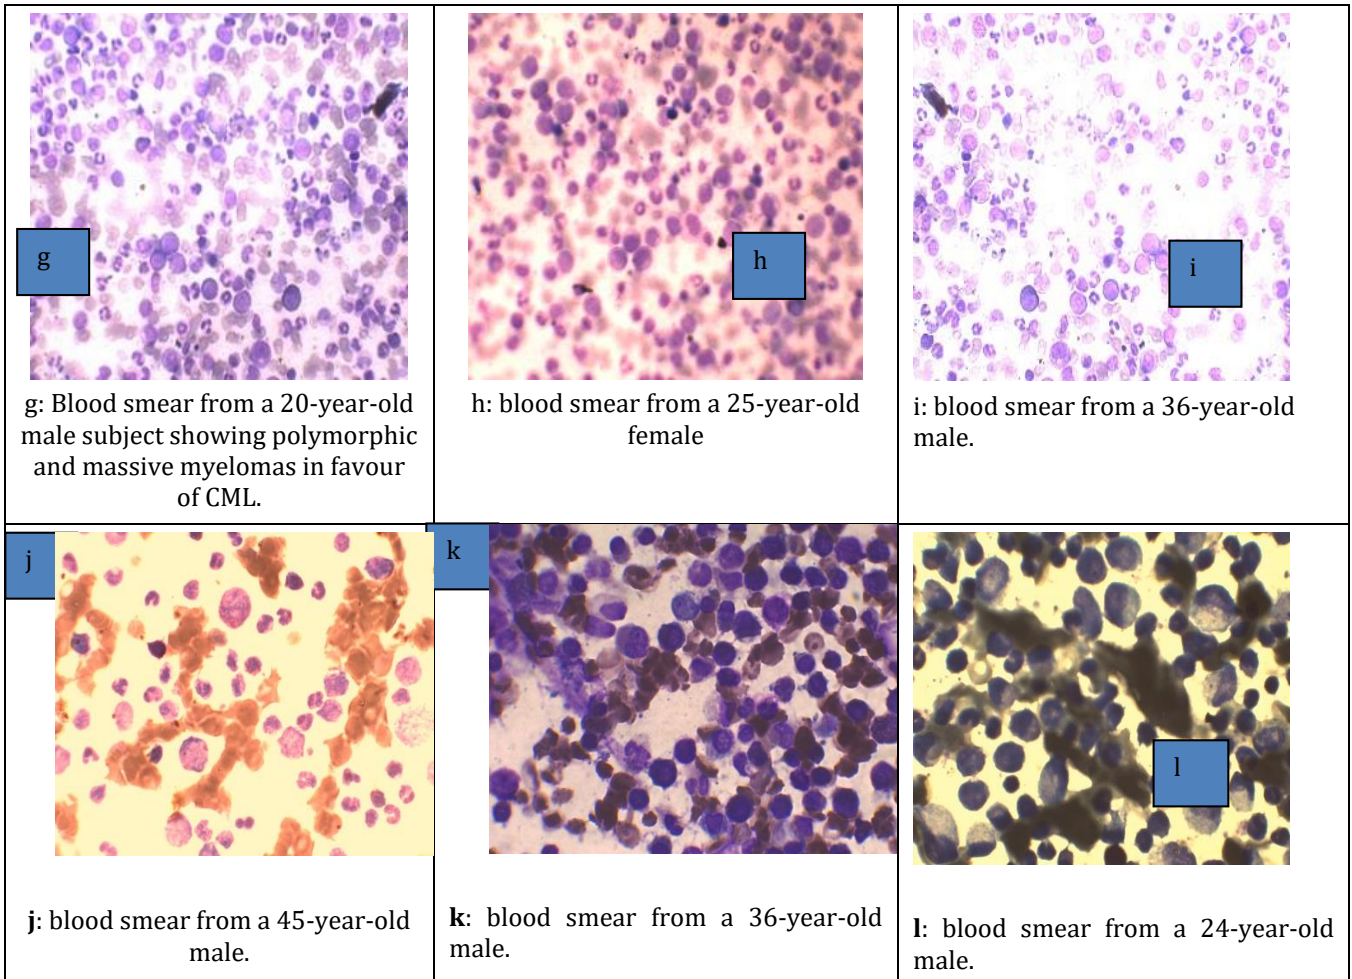 g
h
i
g: Blood smear from a 20-year-old
male subject showing polymorphic
and massive myelomas in favour
of CML.
h: blood smear from a 25-year-old
female
i: blood smear from a 36-year-old
male.
j
k
l
j: blood smear from a 45-year-old
male.
k: blood smear from a 36-year-old
male.
l: blood smear from a 24-year-old
male.